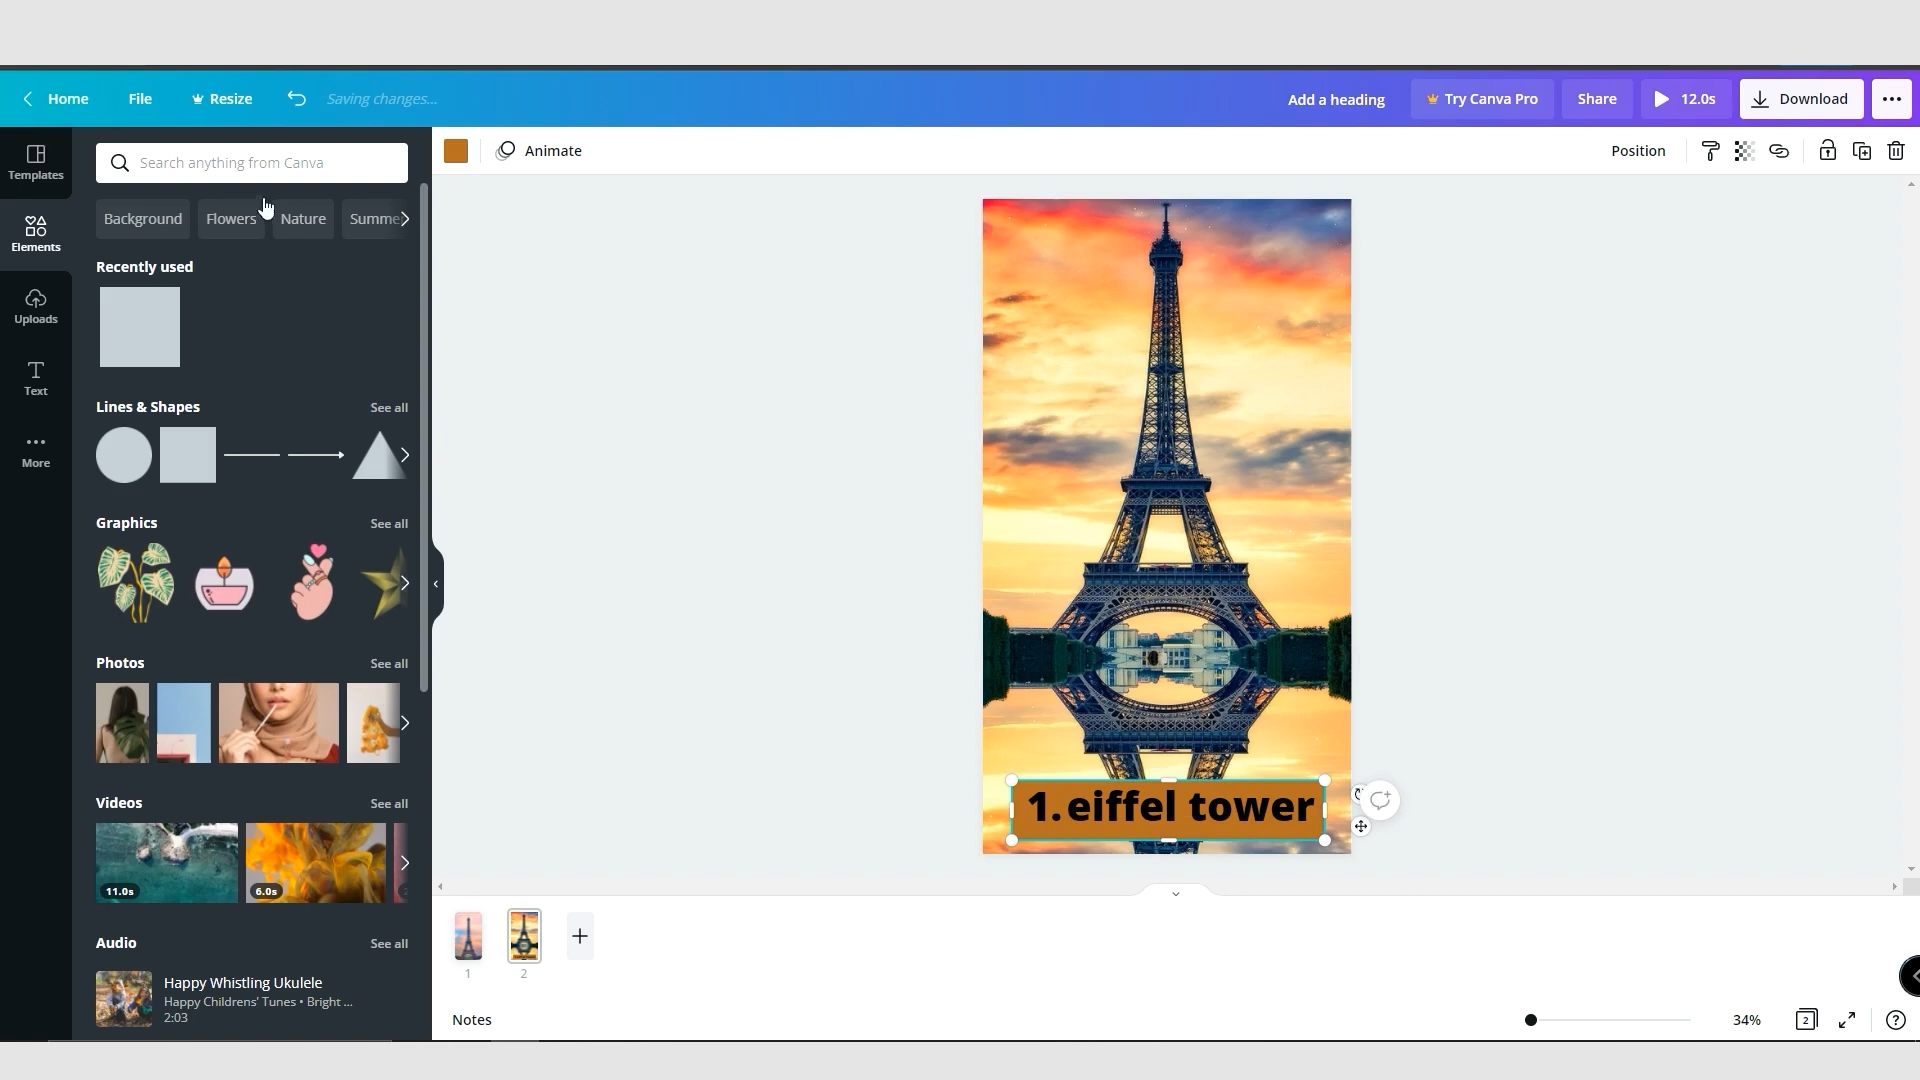 Home
File
Resize
Saving changes...
Add a heading
Try Canva Pro
Share
12.0s
Download
Templates
Elements
Uploads
Text
More
Search anything from Canva
Background
Flowers
Nature
Summe
Recently used
Lines & Shapes
See all
Graphics
See all
Photos
See all
Videos
See all
11.0s
6.0s
Audio
See all
Happy Whistling Ukulele
Happy Childrens' Tunes • Bright ...
2:03
Animate
Position
1. eiffel tower
1
2
Notes
34%
2